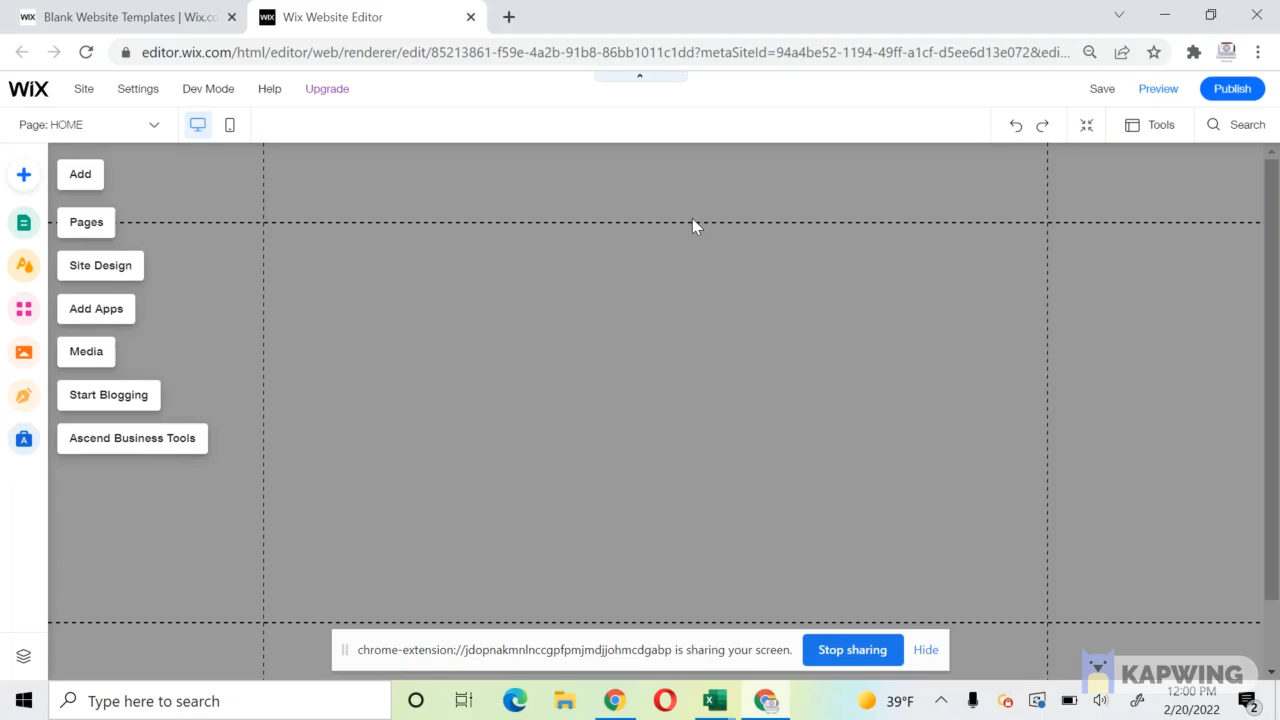 WIX Blank Website Templates | Wix.co
WIX Wix Website Editor
editor.wix.com/html/editor/web/renderer/edit/85213861-f59e-4a2b-91b8-86bb1011c1dd?metaSiteId=94a4be52-1194-49ff-a1cf-d5ee6d13e072&edi...
WIX Site Settings Dev Mode Help Upgrade Save Preview Publish
Page: HOME Tools Search
Add
Pages
Site Design
Add Apps
Media
Start Blogging
A Ascend Business Tools
chrome-extension://jdopnakmnlnccgpfpmjmdjjohmcdgabp is sharing your screen. Stop sharing Hide
KAPWING
Type here to search
39°F
12:00 PM
2/20/2022
2